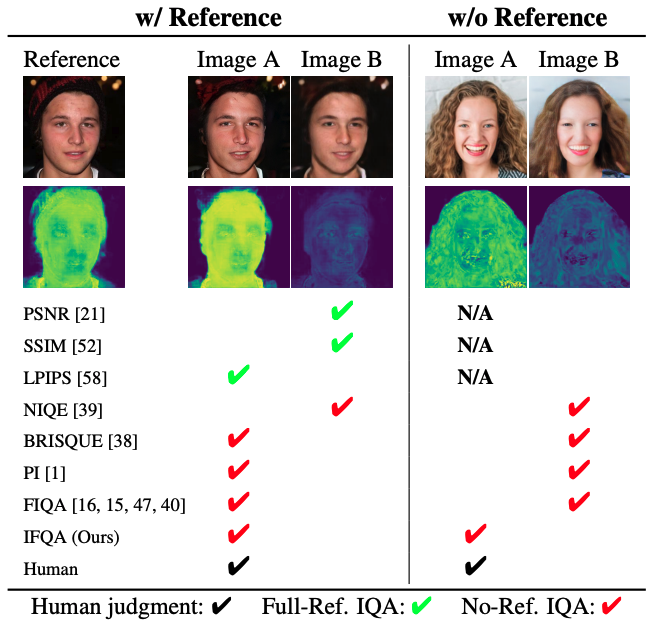 w/ Reference w/o Reference
Reference Image A Image B Image A Image B
PSNR [21] ✔ N/A
SSIM [52] ✔ N/A
LPIPS [58] ✔ N/A
NIQE [39] ✔ ✔
BRISQUE [38] ✔ ✔
PI [1] ✔ ✔
FIQA [16, 15, 47, 40] ✔ ✔
IFQA (Ours) ✔ ✔
Human ✔ ✔
Human judgment: ✔ Full-Ref. IQA: ✔ No-Ref. IQA: ✔